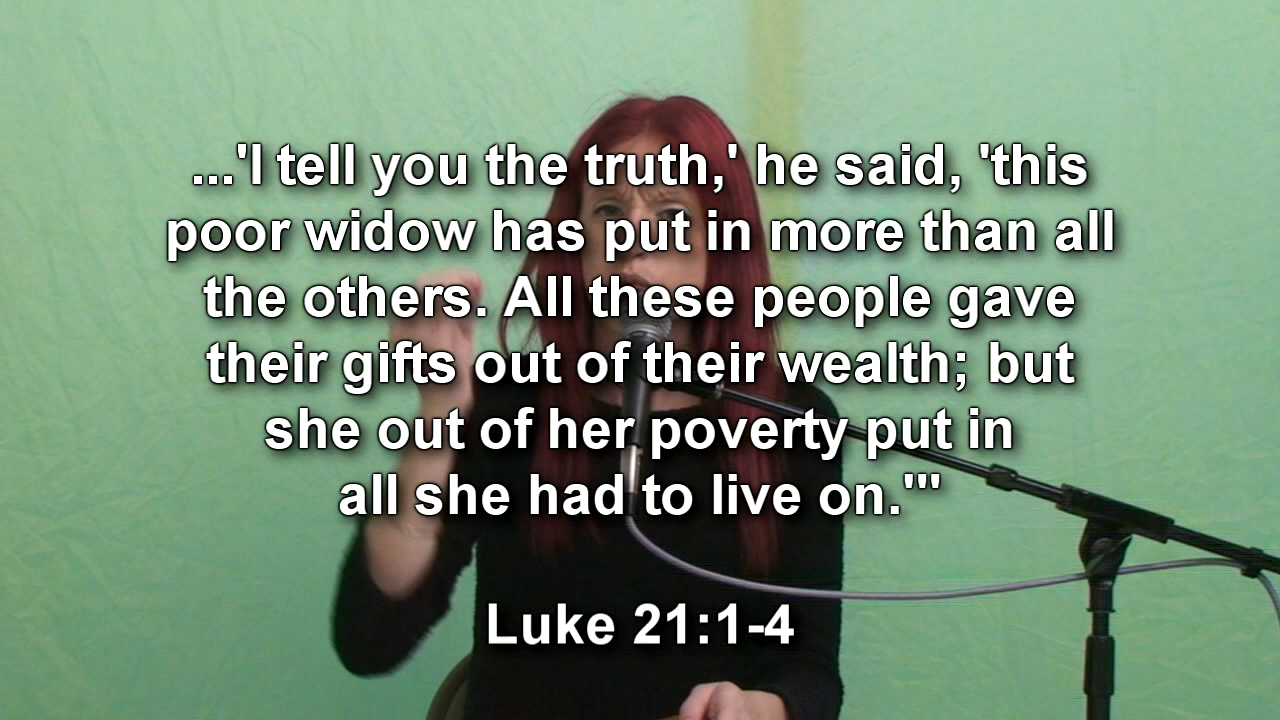 ...'I tell you the truth,' he said, 'this
poor widow has put in more than all
the others. All these people gave
their gifts out of their wealth; but
she out of her poverty put in
all she had to live on.'"
Luke 21:1-4